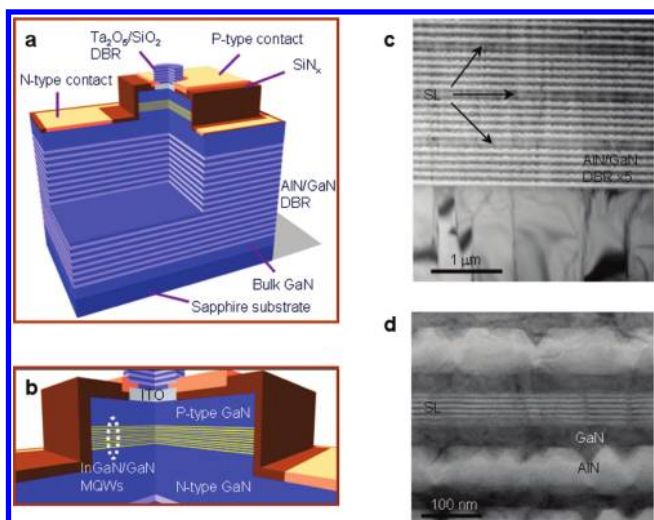 a
Ta2O5/SiO2
DBR
P-type contact
SiNx
N-type contact
AlN/GaN
DBR
Bulk GaN
Sapphire substrate
b
ITO
P-type GaN
InGaN/GaN
MQWs
N-type GaN
c
SL
AlN/GaN
DBR x5
1 μm
d
SL
GaN
AlN
100 nm